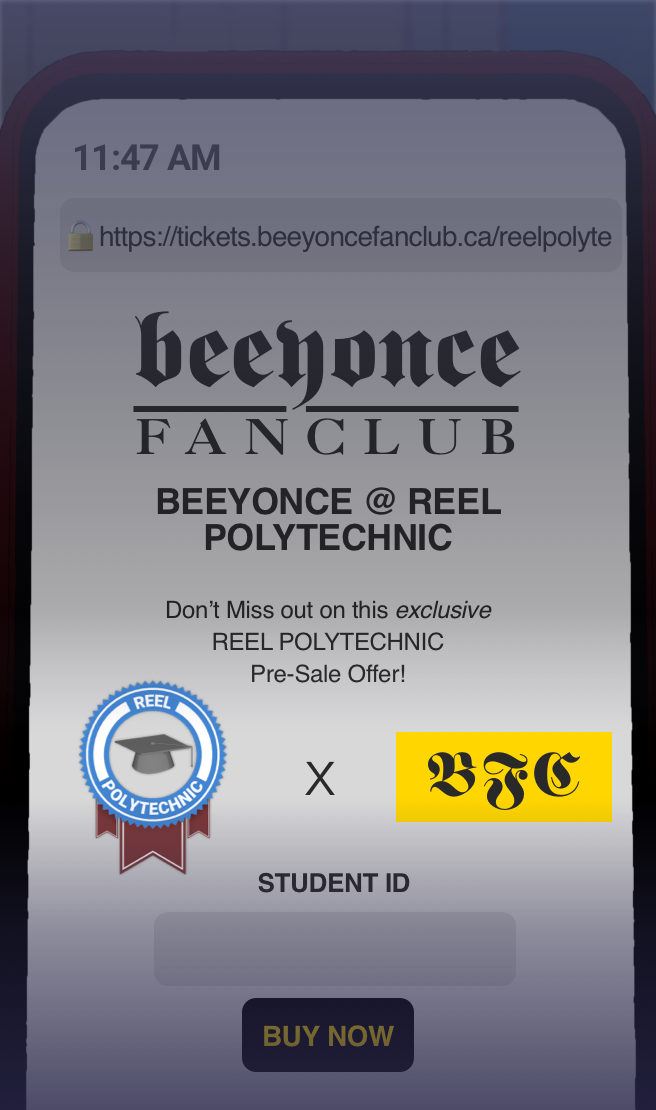 11:47 AM
https://tickets.beeyoncefanclub.ca/reelpolyte
beeyonce
FANCLUB
BEEYONCE @ REEL
POLYTECHNIC
Don’t Miss out on this exclusive
REEL POLYTECHNIC
Pre-Sale Offer!
REEL
POLYTECHNIC
X
BFC
STUDENT ID
BUY NOW